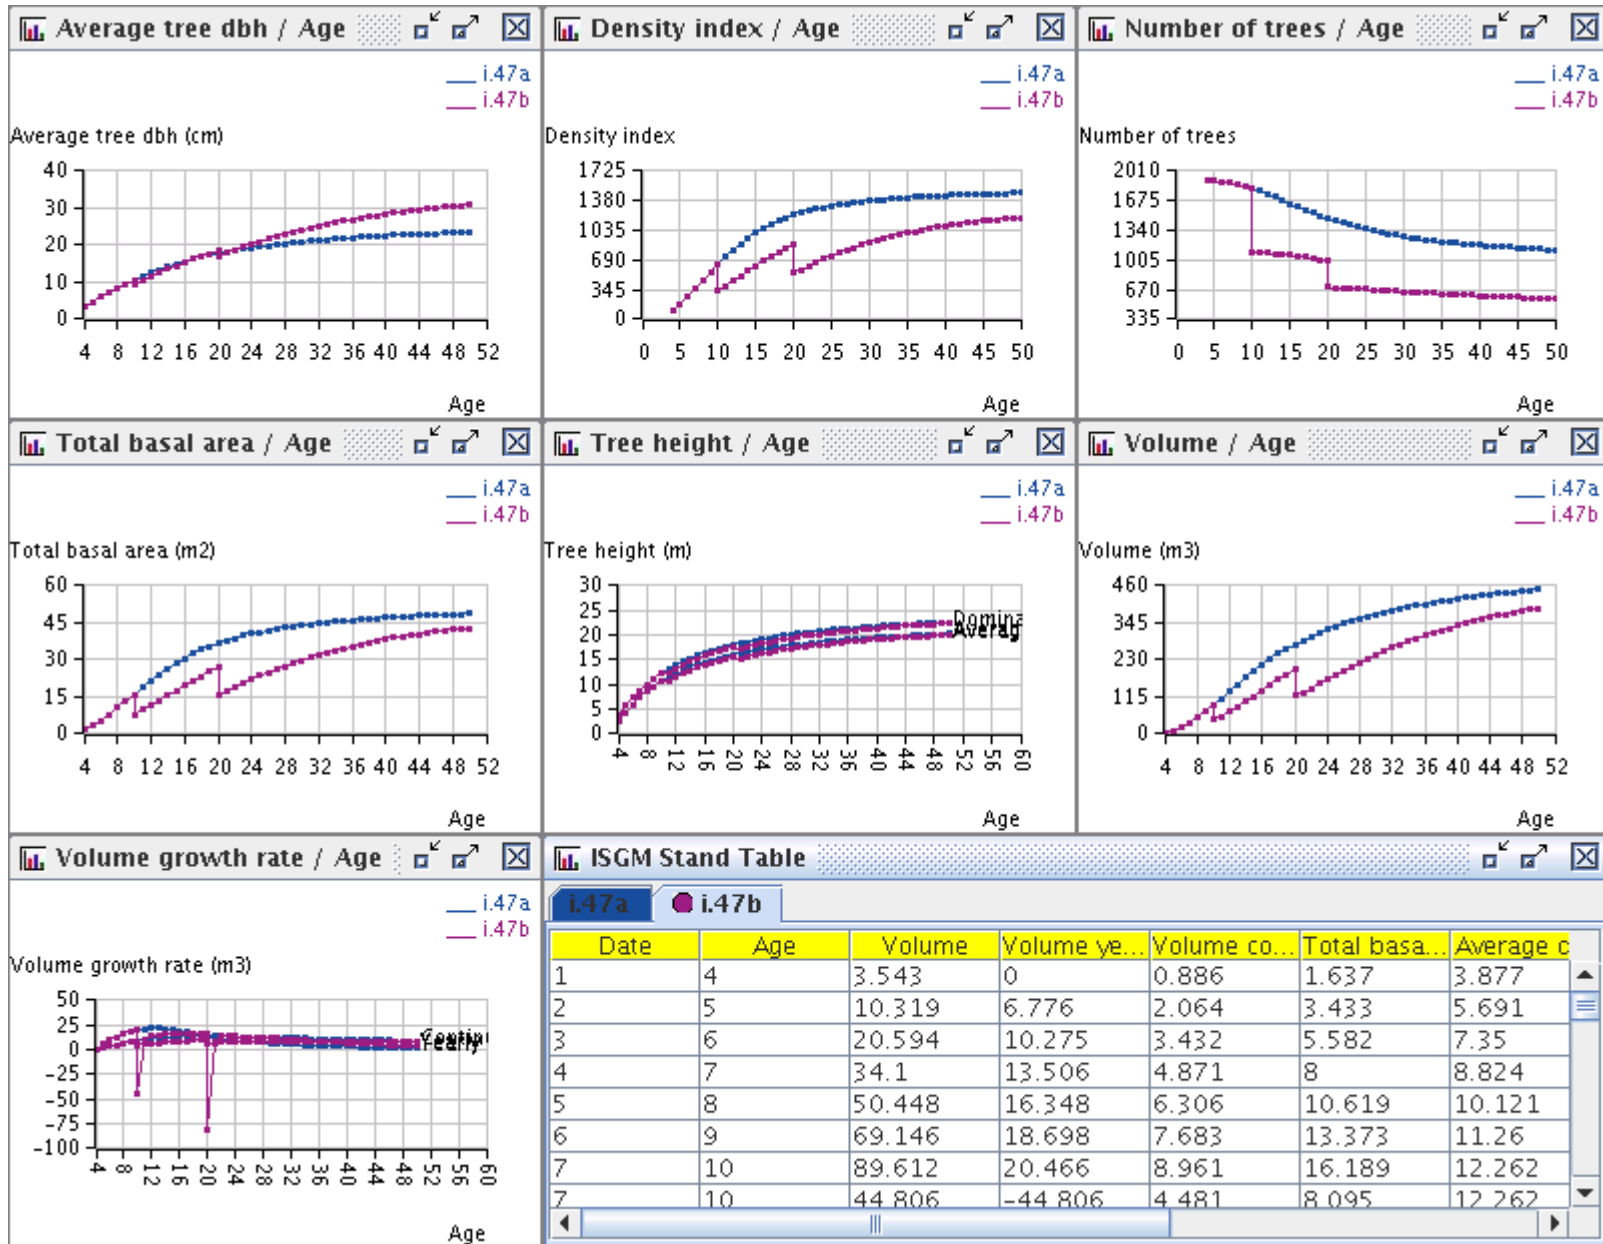 Average tree dbh / Age
i.47a
i.47b
Average tree dbh (cm)
40
30
20
10
0
4 8 12 16 20 24 28 32 36 40 44 48 52
Age
Density index / Age
i.47a
i.47b
Density index
1725
1380
1035
690
345
0
0 5 10 15 20 25 30 35 40 45 50
Age
Number of trees / Age
i.47a
i.47b
Number of trees
2010
1675
1340
1005
670
335
0 5 10 15 20 25 30 35 40 45 50
Age
Total basal area / Age
i.47a
i.47b
Total basal area (m2)
60
45
30
15
0
4 8 12 16 20 24 28 32 36 40 44 48 52
Age
Tree height / Age
i.47a
i.47b
Tree height (m)
30
25
20
15
10
5
0
Domina
Averag
4 8 12 16 20 24 28 32 36 40 44 48 52 56 60
Age
Volume / Age
i.47a
i.47b
Volume (m3)
460
345
230
115
0
4 8 12 16 20 24 28 32 36 40 44 48 52
Age
Volume growth rate / Age
i.47a
i.47b
Volume growth rate (m3)
50
25
0
-25
-50
-75
-100
Yearly
4 8 12 16 20 24 28 32 36 40 44 48 52 56 60
Age
ISGM Stand Table
i.47a i.47b
Date Age Volume Volume ye... Volume co... Total basa... Average c
1 4 3.543 0 0.886 1.637 3.877
2 5 10.319 6.776 2.064 3.433 5.691
3 6 20.594 10.275 3.432 5.582 7.35
4 7 34.1 13.506 4.871 8 8.824
5 8 50.448 16.348 6.306 10.619 10.121
6 9 69.146 18.698 7.683 13.373 11.26
7 10 89.612 20.466 8.961 16.189 12.262
7 10 44.806 -44.806 4.481 8.095 12.262